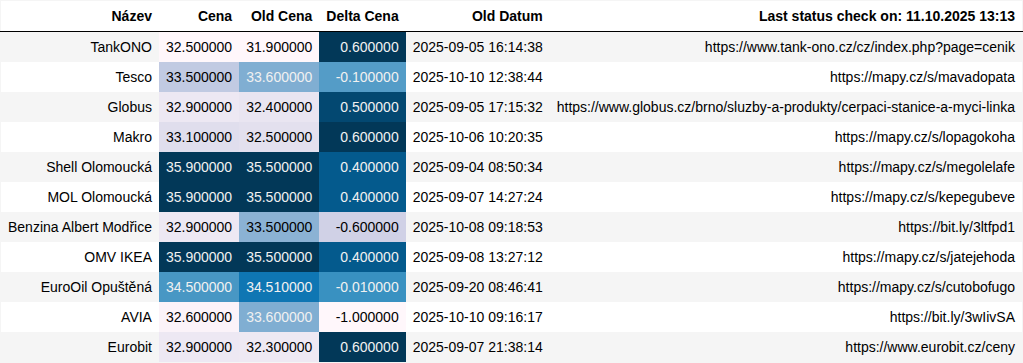 Název Cena Old Cena Delta Cena Old Datum Last status check on: 11.10.2025 13:13
TankONO 32.500000 31.900000 0.600000 2025-09-05 16:14:38 https://www.tank-ono.cz/cz/index.php?page=cenik
Tesco 33.500000 33.600000 -0.100000 2025-10-10 12:38:44 https://mapy.cz/s/mavadopata
Globus 32.900000 32.400000 0.500000 2025-09-05 17:15:32 https://www.globus.cz/brno/sluzby-a-produkty/cerpaci-stanice-a-myci-linka
Makro 33.100000 32.500000 0.600000 2025-10-06 10:20:35 https://mapy.cz/s/lopagokoha
Shell Olomoucká 35.900000 35.500000 0.400000 2025-09-04 08:50:34 https://mapy.cz/s/megolelafe
MOL Olomoucká 35.900000 35.500000 0.400000 2025-09-07 14:27:24 https://mapy.cz/s/kepegubeve
Benzina Albert Modřice 32.900000 33.500000 -0.600000 2025-10-08 09:18:53 https://bit.ly/3ltfpd1
OMV IKEA 35.900000 35.500000 0.400000 2025-09-08 13:27:12 https://mapy.cz/s/jatejehoda
EuroOil Opuštěná 34.500000 34.510000 -0.010000 2025-09-20 08:46:41 https://mapy.cz/s/cutobofugo
AVIA 32.600000 33.600000 -1.000000 2025-10-10 09:16:17 https://bit.ly/3wIivSA
Eurobit 32.900000 32.300000 0.600000 2025-09-07 21:38:14 https://www.eurobit.cz/ceny